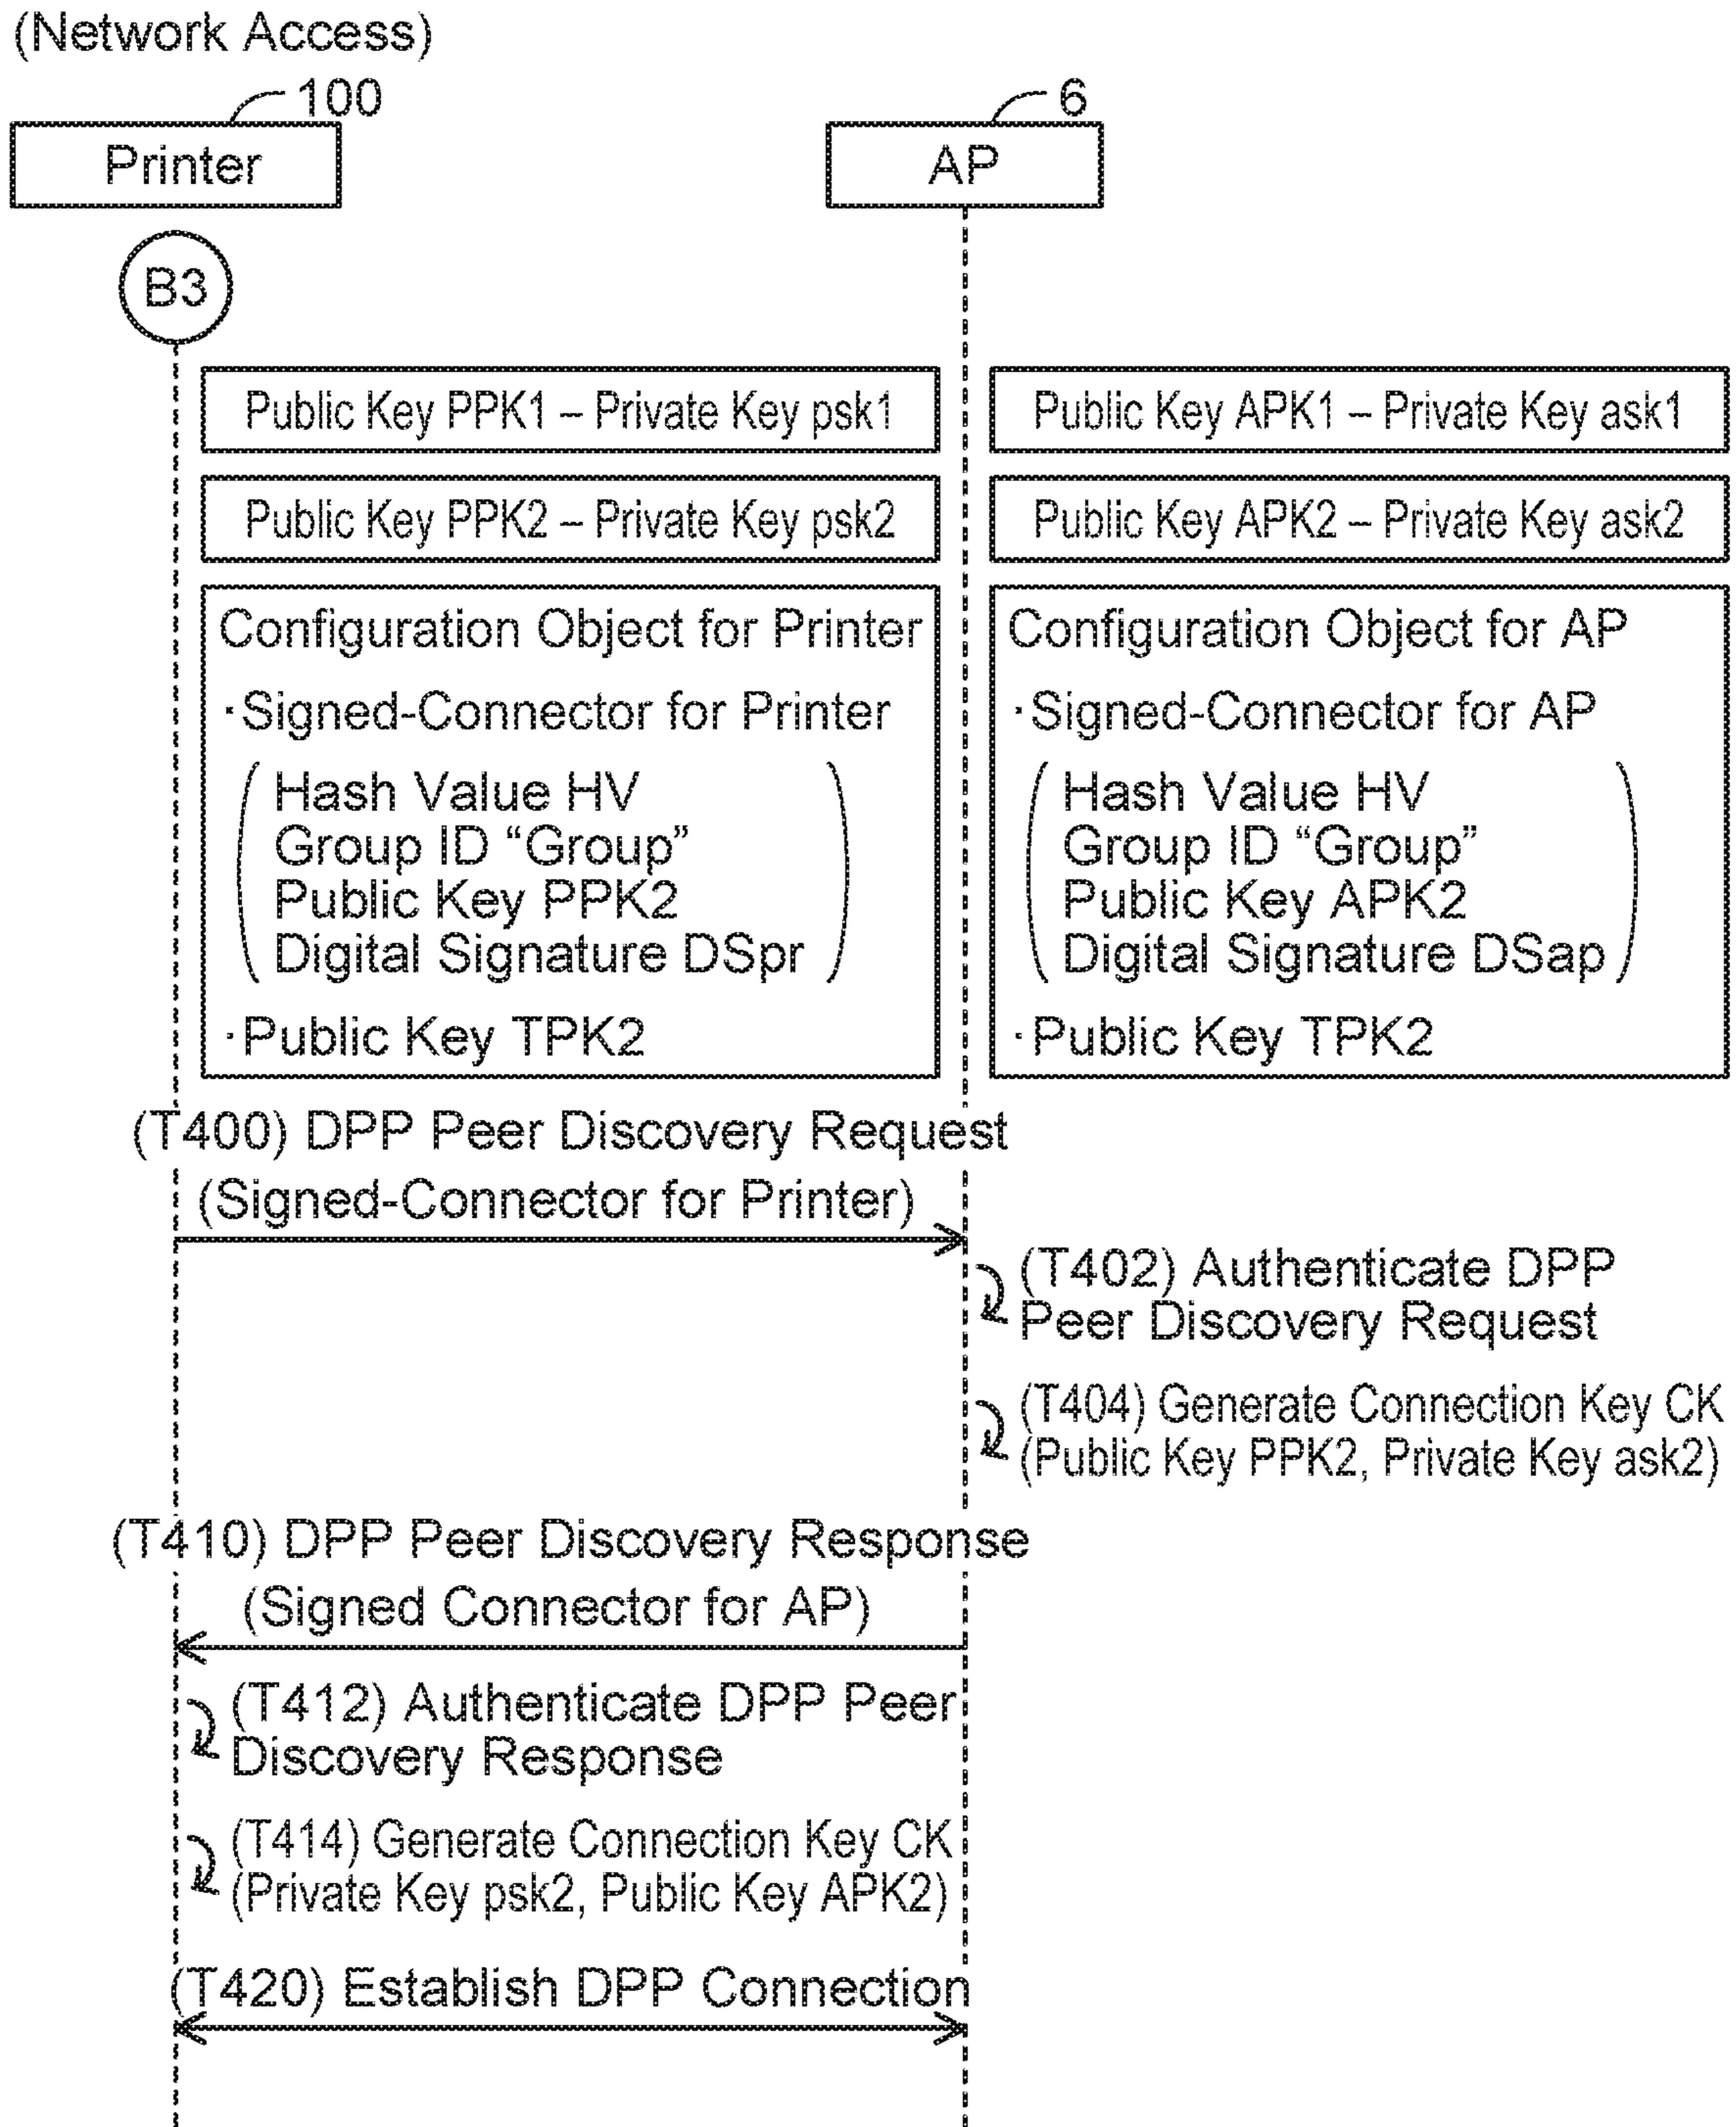 (Network Access)
100
6
Printer
AP
B3
Public Key PPK1 – Private Key psk1
Public Key APK1 – Private Key ask1
Public Key PPK2 – Private Key psk2
Public Key APK2 – Private Key ask2
Configuration Object for Printer
·Signed-Connector for Printer
Hash Value HV
Group ID “Group”
Public Key PPK2
Digital Signature DSpr
·Public Key TPK2
Configuration Object for AP
·Signed-Connector for AP
Hash Value HV
Group ID “Group”
Public Key APK2
Digital Signature DSap
·Public Key TPK2
(T400) DPP Peer Discovery Request
(Signed-Connector for Printer)
(T402) Authenticate DPP
Peer Discovery Request
(T404) Generate Connection Key CK
(Public Key PPK2, Private Key ask2)
(T410) DPP Peer Discovery Response
(Signed Connector for AP)
(T412) Authenticate DPP Peer
Discovery Response
(T414) Generate Connection Key CK
(Private Key psk2, Public Key APK2)
(T420) Establish DPP Connection